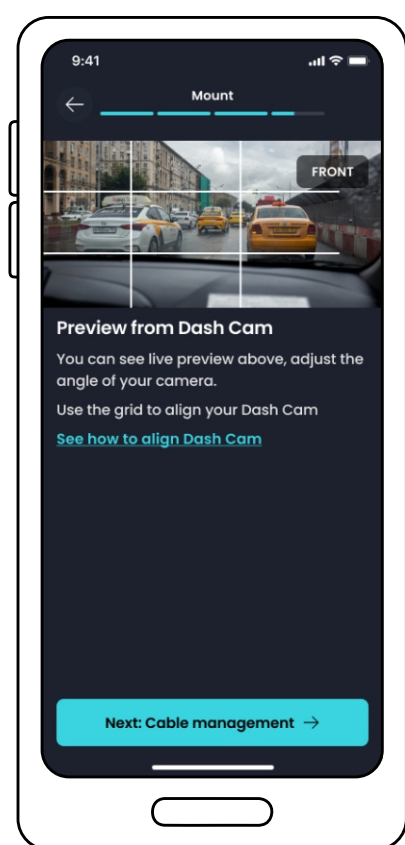 9:41
Mount
FRONT
Preview from Dash Cam
You can see live preview above, adjust the
angle of your camera.
Use the grid to align your Dash Cam
See how to align Dash Cam
Next: Cable management →